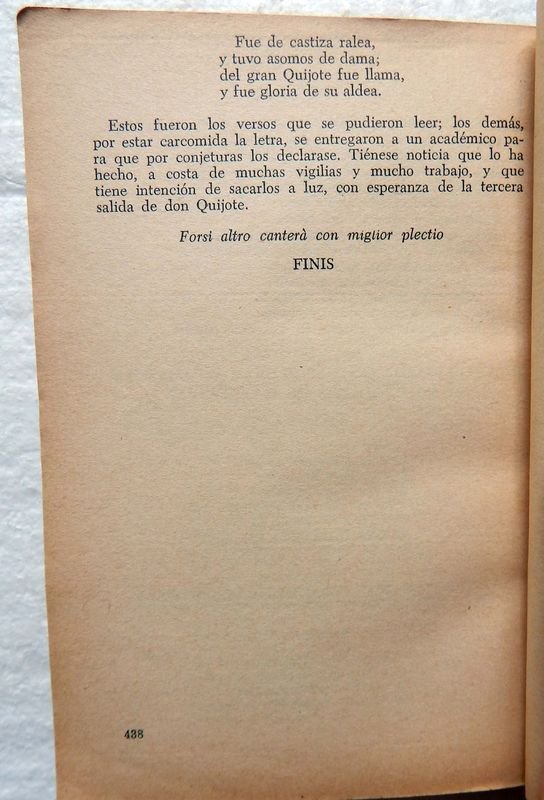 Fue de castiza ralea,
y tuvo asomos de dama;
del gran Quijote fue llama,
y fue gloria de su aldea.
Estos fueron los versos que se pudieron leer; los demás,
por estar carcomida la letra, se entregaron a un académico pa-
ra que por conjeturas los declarase. Tiénese noticia que lo ha
hecho, a costa de muchas vigilias y mucho trabajo, y que
tiene intención de sacarlos a luz, con esperanza de la tercera
salida de don Quijote.
Forsi altro canterà con miglior plectio
FINIS
438